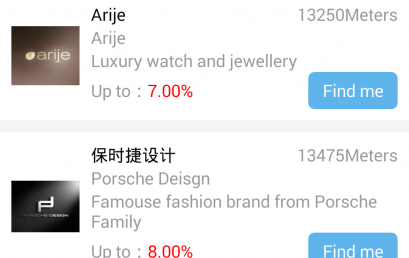 Arije
13250Meters
arije
Arije
Luxury watch and jewellery
Up to : 7.00%
Find me
保时捷设计
13475Meters
Porsche Deisgn
PORSCHE DESIGN
Famouse fashion brand from Porsche
Family
Up to : 8.00%
Find me